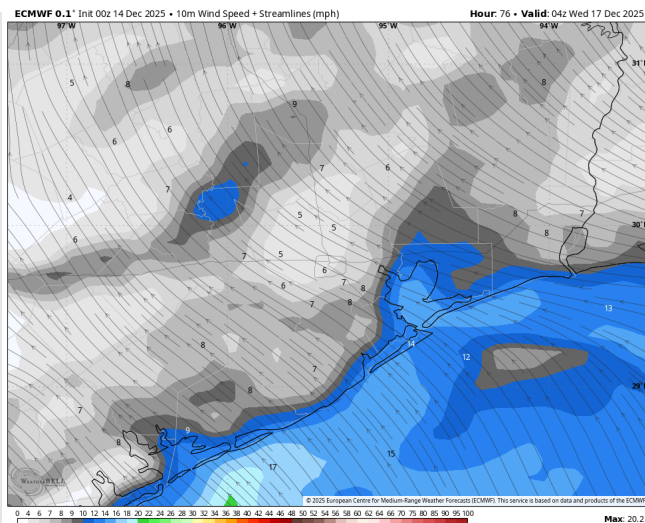 ECMWF 0.1° Init 00z 14 Dec 2025 • 10m Wind Speed + Streamlines (mph)
Hour: 76 • Valid: 04z Wed 17 Dec 2025
97°W 96°W 95°W 94°W
31°
5 8 8
9
6 6
7 6
7
4
5 8 7
5 30°
6 8
7 5
6
6 7 8
7 8
13
8 14
12
7 29°
8
7
9
8 15
17
WEATHERBELL
© 2025 European Centre for Medium-Range Weather Forecasts (ECMWF). This service is based on data and products of the ECMWF
0 4 6 7 8 9 10 12 14 16 18 20 22 24 26 28 30 32 34 36 38 40 42 44 46 48 50 52 54 56 58 60 62 64 66 68 70 75 80 85 90 95 100
Max: 20.2